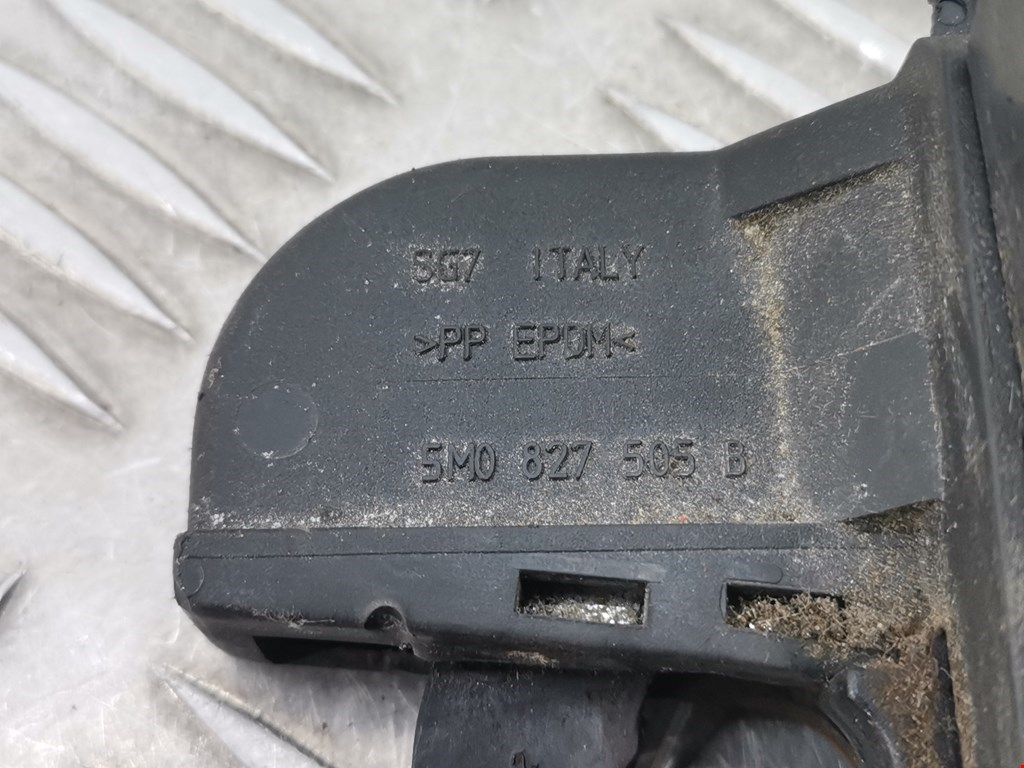 SG7 ITALY
>PP EPDM<
5M0 827 505 B